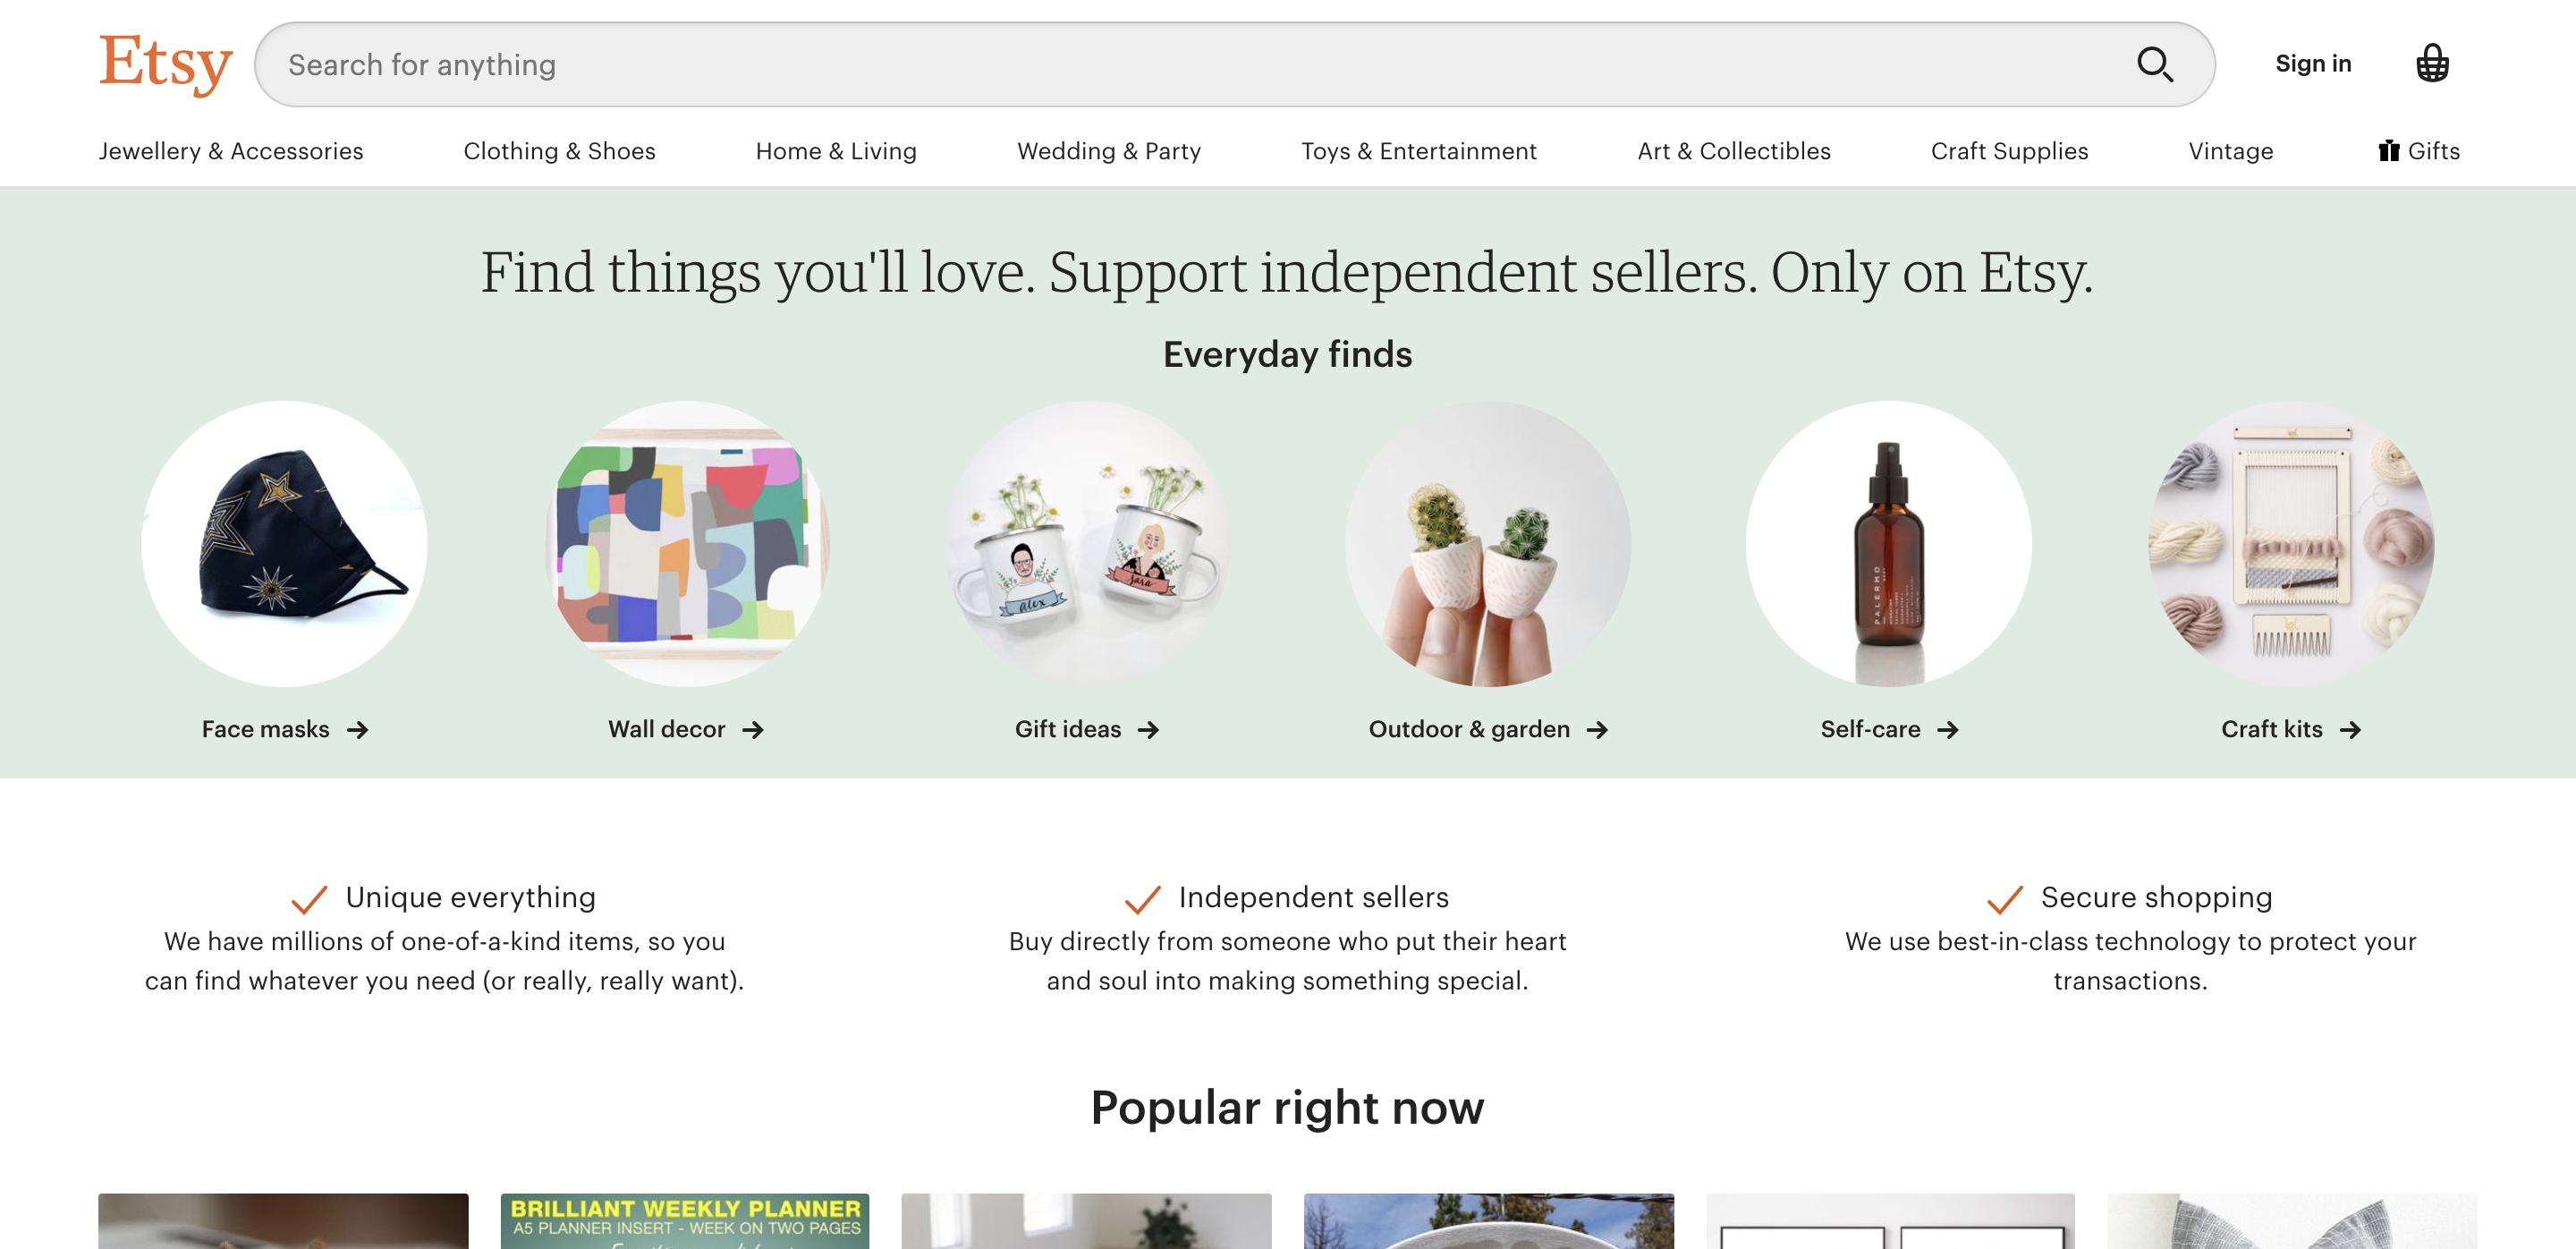 Etsy
Search for anything
Sign in
Jewellery & Accessories
Clothing & Shoes
Home & Living
Wedding & Party
Toys & Entertainment
Art & Collectibles
Craft Supplies
Vintage
Gifts
Find things you'll love. Support independent sellers. Only on Etsy.
Everyday finds
alex
sara
PALERMO
Face masks
Wall decor
Gift ideas
Outdoor & garden
Self-care
Craft kits
Unique everything
We have millions of one-of-a-kind items, so you
can find whatever you need (or really, really want).
Independent sellers
Buy directly from someone who put their heart
and soul into making something special.
Secure shopping
We use best-in-class technology to protect your
transactions.
Popular right now
BRILLIANT WEEKLY PLANNER
A5 PLANNER INSERT - WEEK ON TWO PAGES